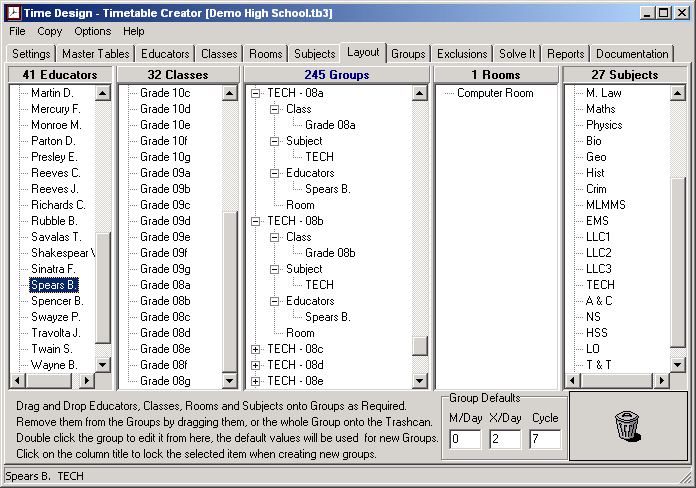 Time Design - Timetable Creator [Demo High School.tb3]
File Copy Options Help
Settings Master Tables Educators Classes Rooms Subjects Layout Groups Exclusions Solve It Reports Documentation
41 Educators
Martin D.
Mercury F.
Monroe M.
Parton D.
Presley E.
Reeves C.
Reeves J.
Richards C.
Rubble B.
Savalas T.
Shakespear
Sinatra F.
Spears B.
Spencer B.
Swayze P.
Travolta J.
Twain S.
Wayne B.
32 Classes
Grade 10c
Grade 10d
Grade 10e
Grade 10f
Grade 10g
Grade 09a
Grade 09b
Grade 09c
Grade 09d
Grade 09e
Grade 09f
Grade 09g
Grade 08a
Grade 08b
Grade 08c
Grade 08d
Grade 08e
Grade 08f
Grade 08g
245 Groups
TECH - 08a
Class
Grade 08a
Subject
TECH
Educators
Spears B.
Room
TECH - 08b
Class
Grade 08b
Subject
TECH
Educators
Spears B.
Room
TECH - 08c
TECH - 08d
TECH - 08e
1 Rooms
Computer Room
27 Subjects
M. Law
Maths
Physics
Bio
Geo
Hist
Crim
MLMMS
EMS
LLC1
LLC2
LLC3
TECH
A & C
NS
HSS
LO
T & T
Drag and Drop Educators, Classes, Rooms and Subjects onto Groups as Required.
Remove them from the Groups by dragging them, or the whole Group onto the Trashcan.
Double click the group to edit it from here, the default values will be used for new Groups.
Click on the column title to lock the selected item when creating new groups.
Group Defaults
M/Day X/Day Cycle
0 2 7
Spears B. TECH